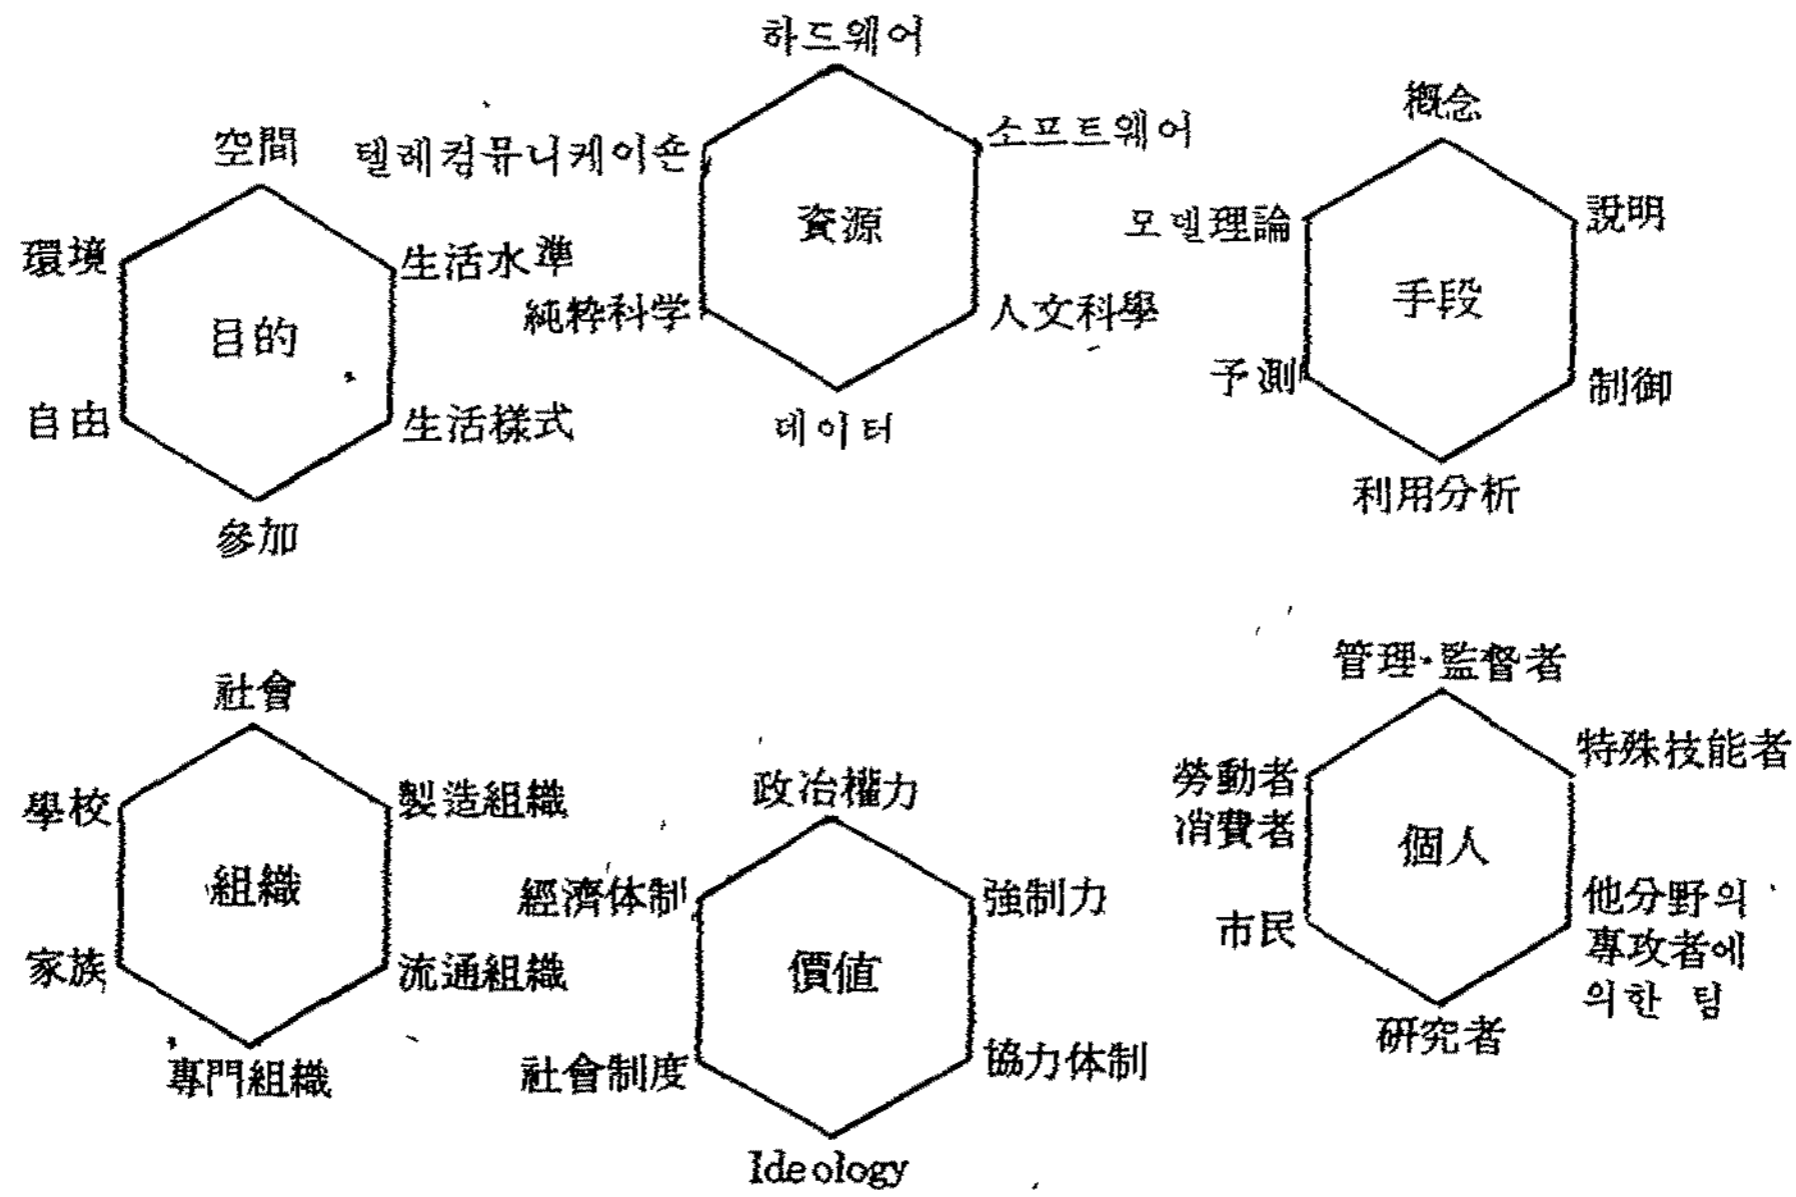 空間
環境
生活水準
目的
自由
生活樣式
參加
하드웨어
텔레컴뮤니케이숀
소프트웨어
資源
純粋科学
人文科學
데이터
概念
모델理論
說明
手段
予測
制御
利用分析
社會
學校
製造組織
組織
家族
流通組織
專門組織
政治權力
經濟体制
強制力
價値
社會制度
協力体制
Ideology
管理·監督者
特殊技能者
勞動者
消費者
個人
市民
他分野의
專攻者에
의한 팀
研究者